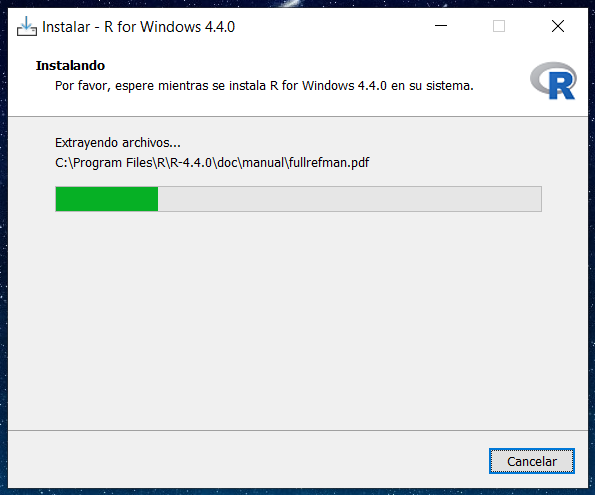 Instalar - R for Windows 4.4.0
Instalando
Por favor, espere mientras se instala R for Windows 4.4.0 en su sistema.
R
Extrayendo archivos...
C:\Program Files\R\R-4.4.0\doc\manual\fullrefman.pdf
Cancelar